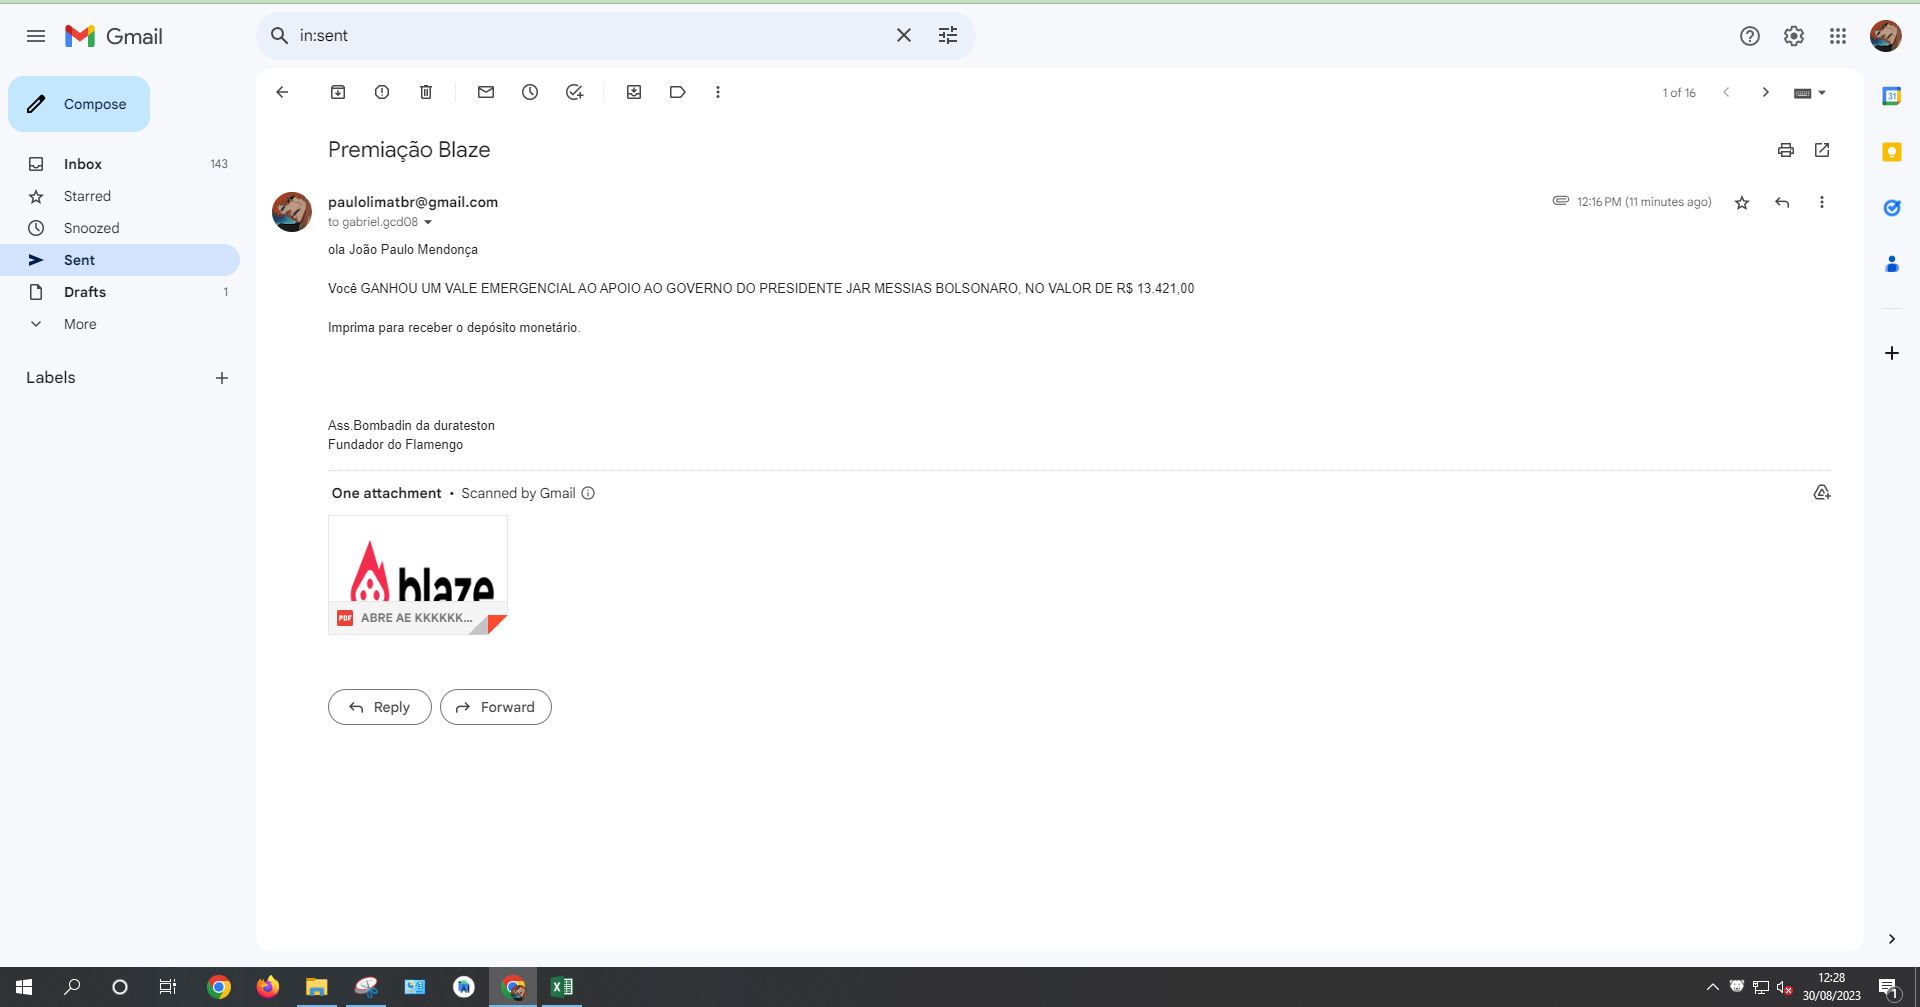 Gmail
in:sent
Compose
Inbox 143
Starred
Snoozed
Sent
Drafts 1
More
Labels
1 of 16
Premiação Blaze
paulolimatbr@gmail.com
12:16 PM (11 minutes ago)
to gabriel.gcd08
ola João Paulo Mendonça
Você GANHOU UM VALE EMERGENCIAL AO APOIO AO GOVERNO DO PRESIDENTE JAR MESSIAS BOLSONARO, NO VALOR DE R$ 13.421,00
Imprima para receber o depósito monetário.
Ass.Bombadin da durateston
Fundador do Flamengo
One attachment • Scanned by Gmail
blaze
PDF ABRE AE KKKKKK...
Reply
Forward
31
12:28
30/08/2023
1